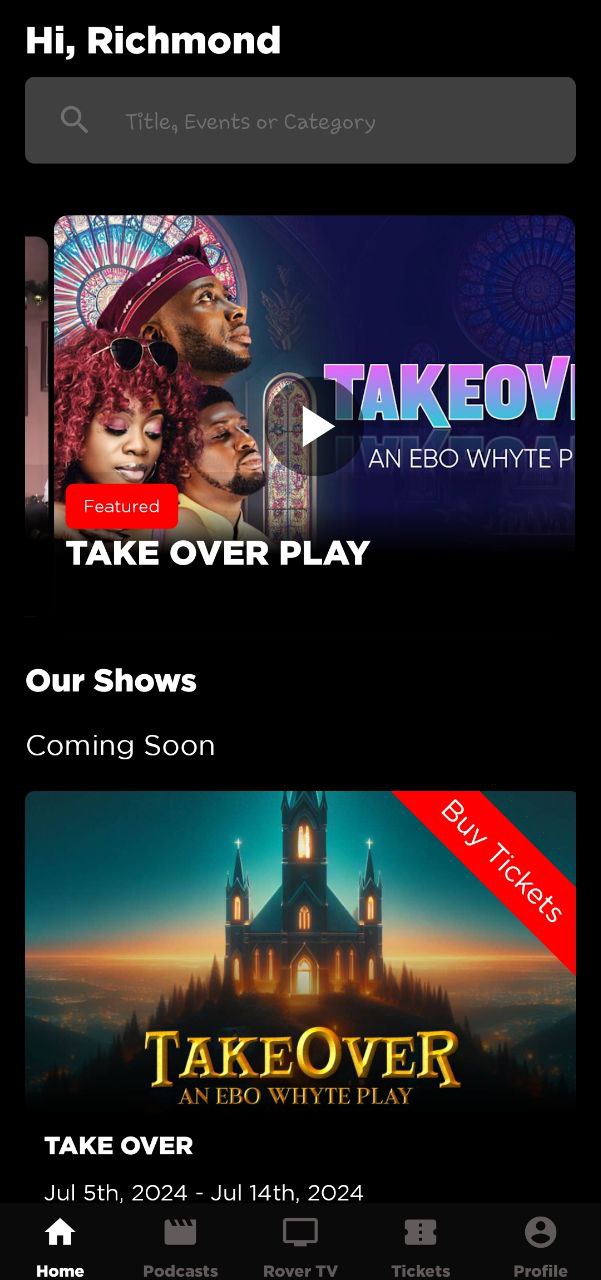 Hi, Richmond
Title, Events or Category
TAKEOV
AN EBO WHYTE P
Featured
TAKE OVER PLAY
Our Shows
Coming Soon
Buy Tickets
TAKEOVER
AN EBO WHYTE PLAY
TAKE OVER
Jul 5th, 2024 - Jul 14th, 2024
Home Podcasts Rover TV Tickets Profile